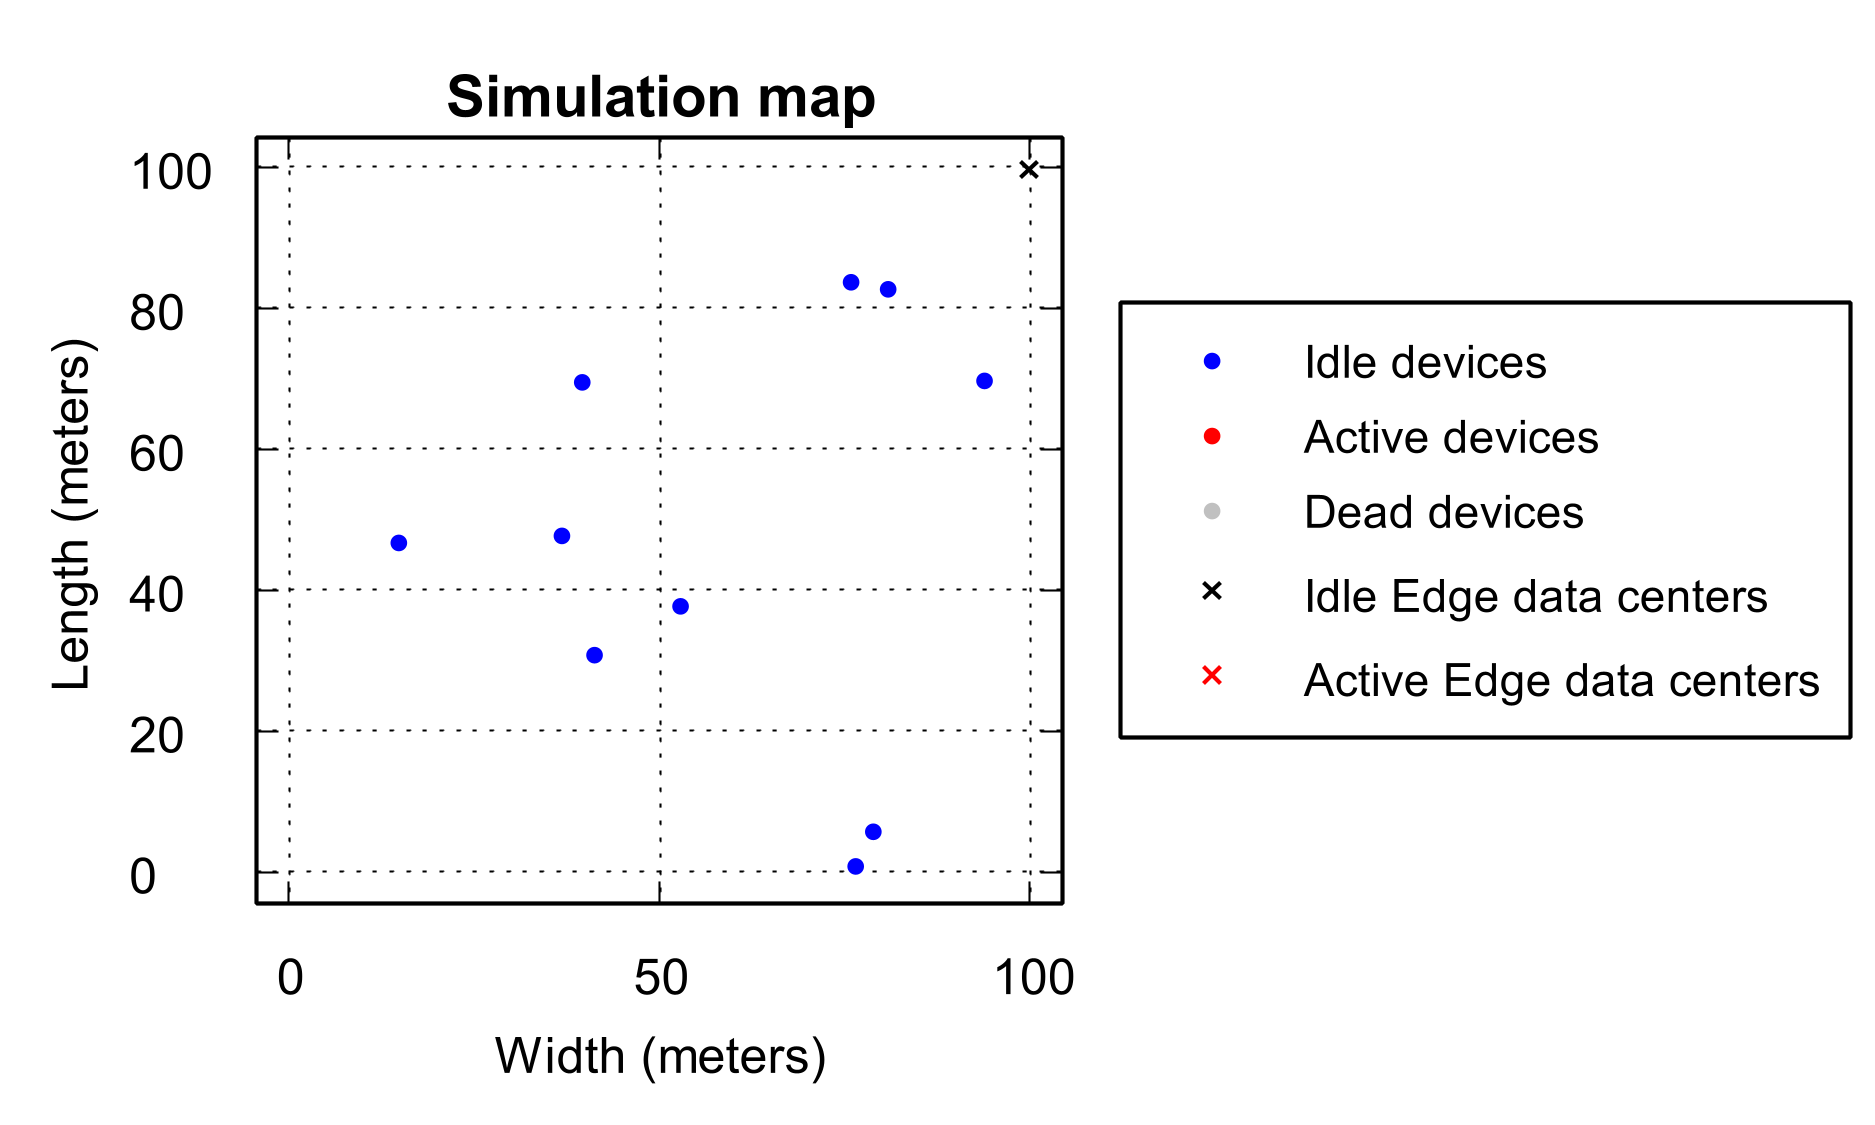 Simulation map
100
80
60
40
20
0
Length (meters)
0 50 100
Width (meters)
Idle devices
Active devices
Dead devices
Idle Edge data centers
Active Edge data centers